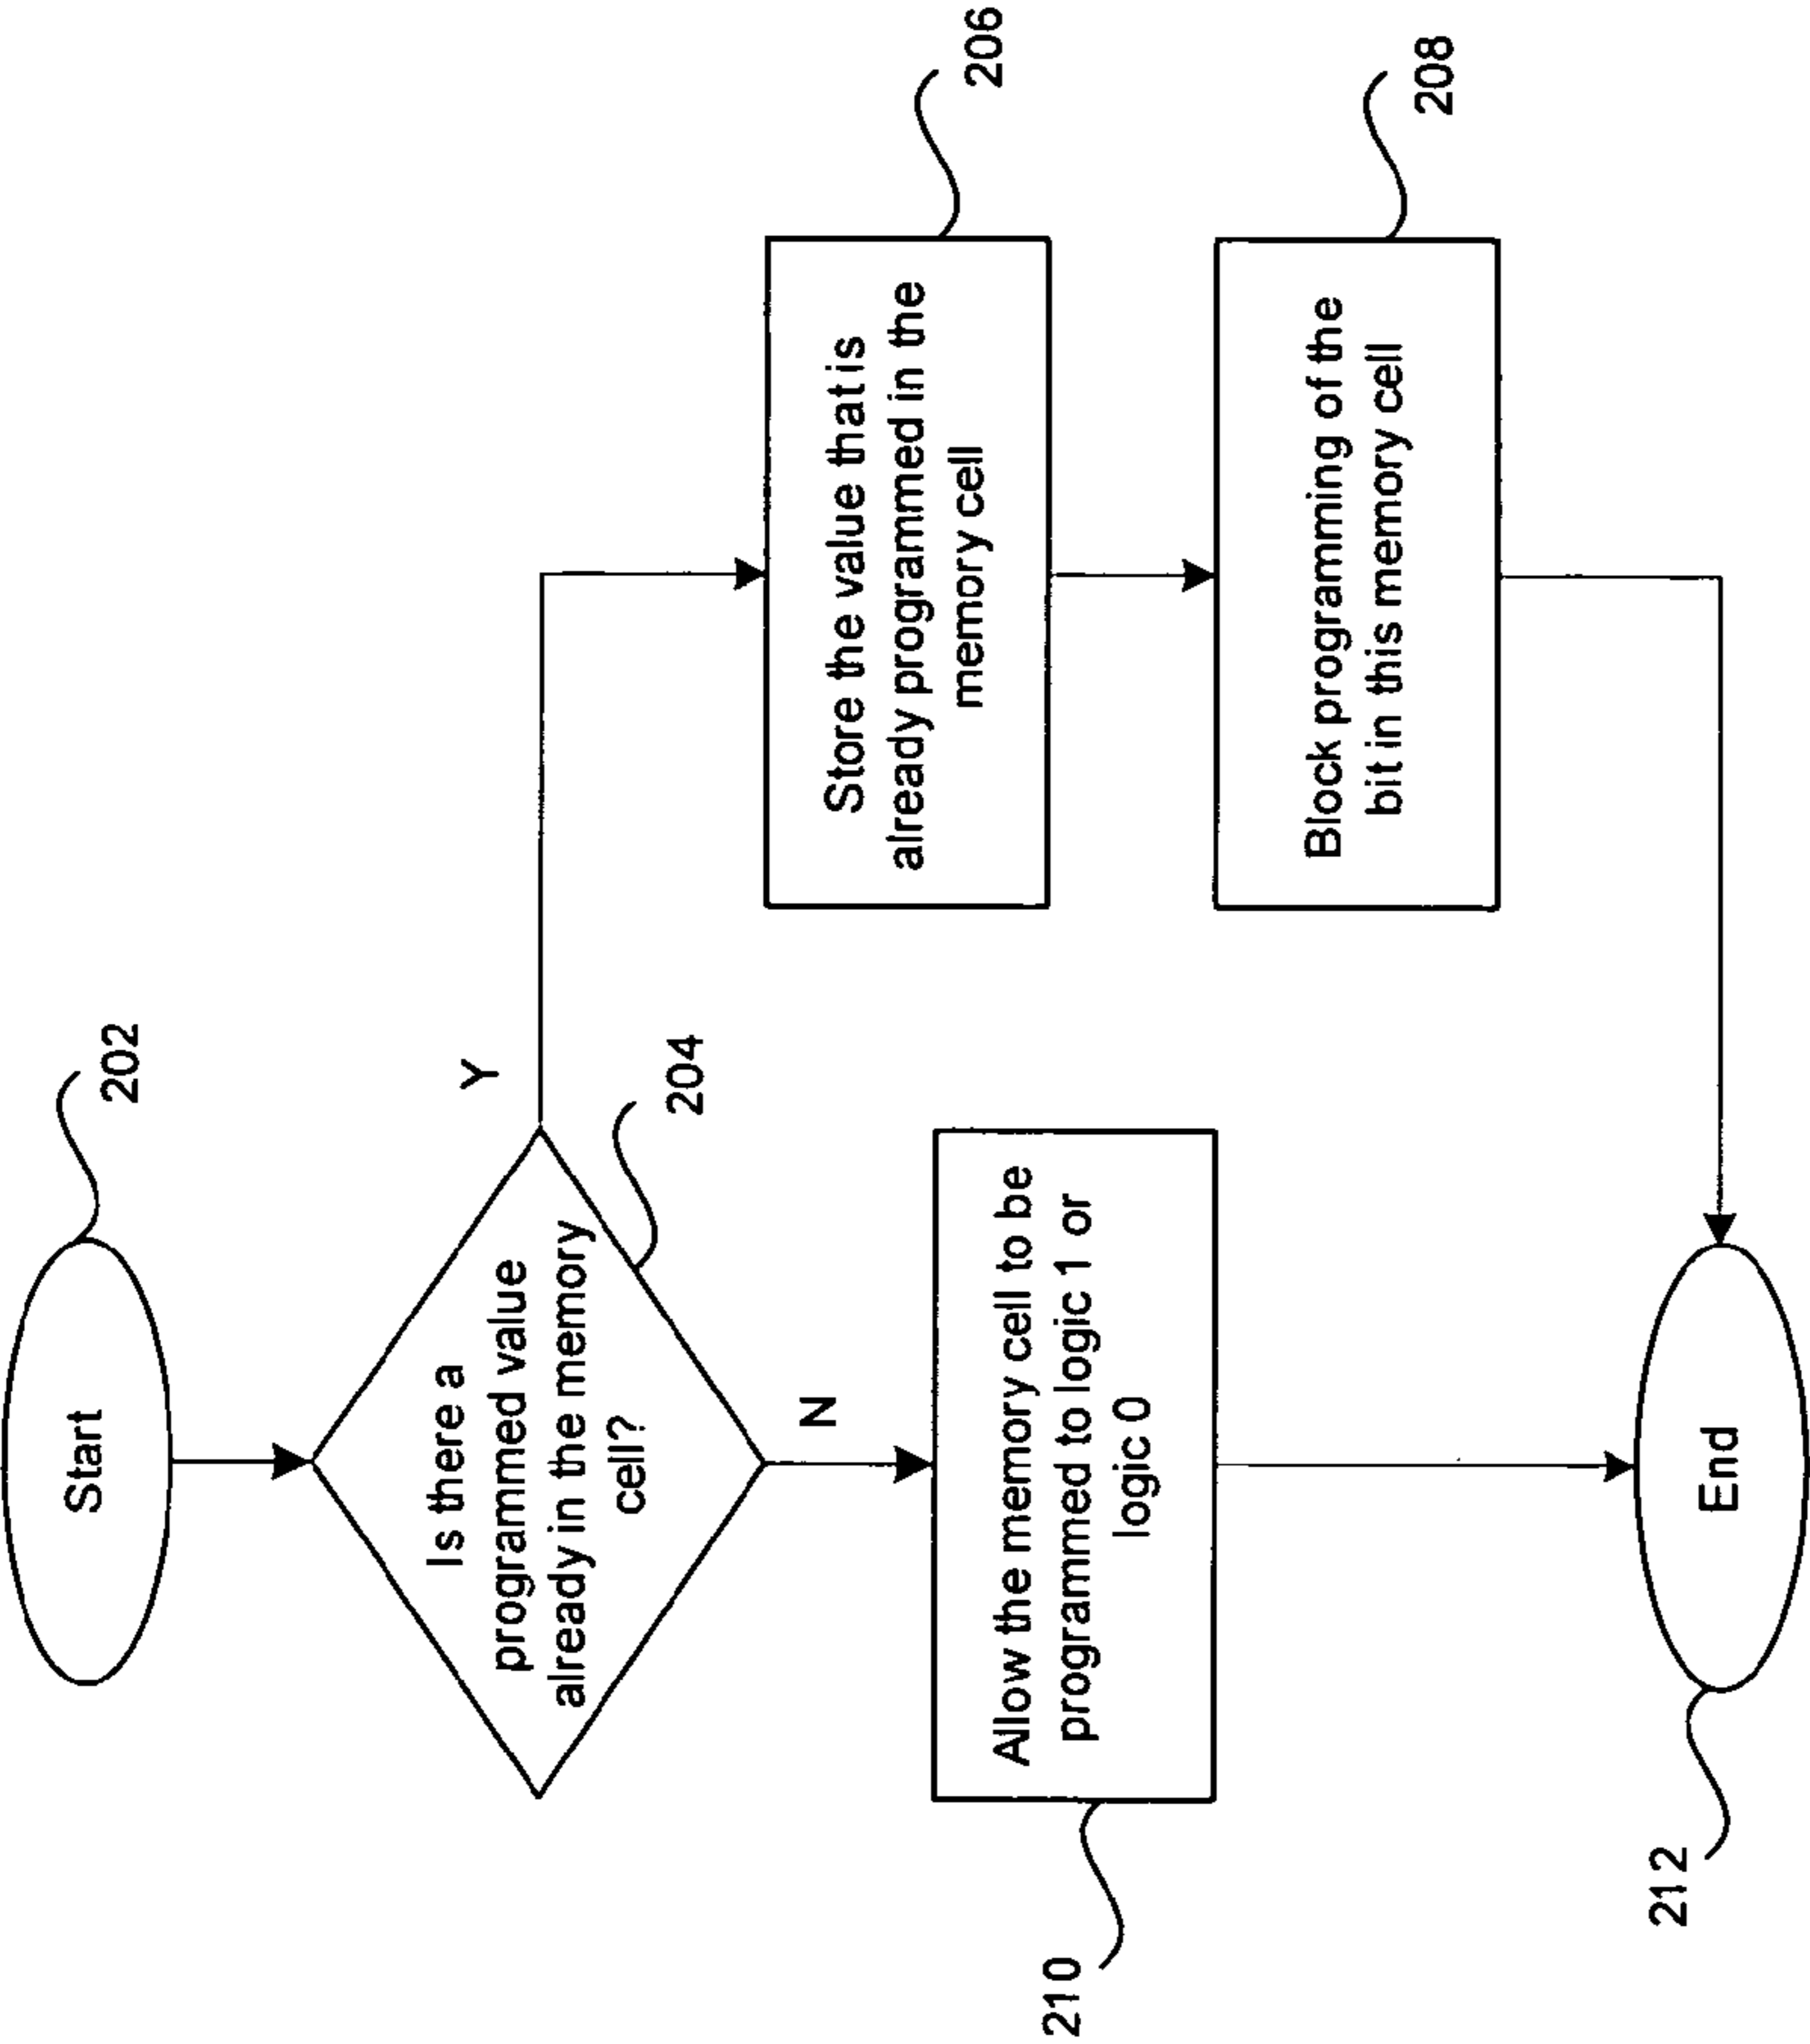 Start
202
Is there a
programmed value
already in the memory
cell?
204
Y
N
Store the value that is
already programmed in the
memory cell
206
Block programming of the
bit in this memory cell
208
Allow the memory cell to be
programmed to logic 1 or
logic 0
210
End
212